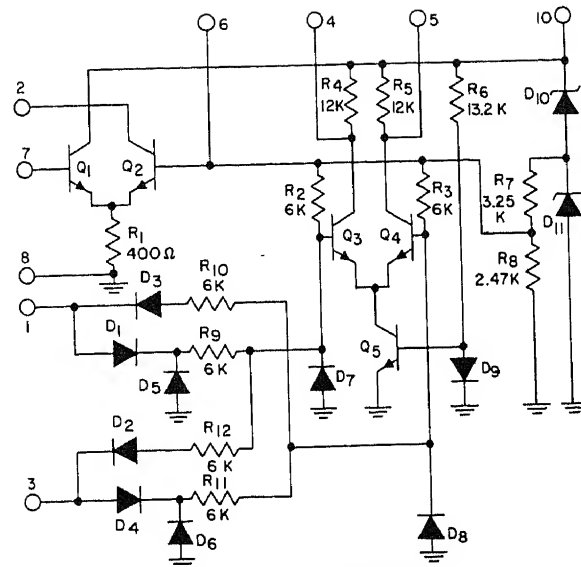 6 4 5 10
2
R4 12K
R5 12K
R6 13.2 K
D10
7
Q1 Q2
R2 6K
R3 6K
R7 3.25 K
D11
Q3 Q4
R1 400Ω
R8 2.47K
8
1
D3
R10 6K
D1
R9 6K
D5
D7
Q5
D9
D2
R12 6K
3
D4
R11 6K
D6
D8